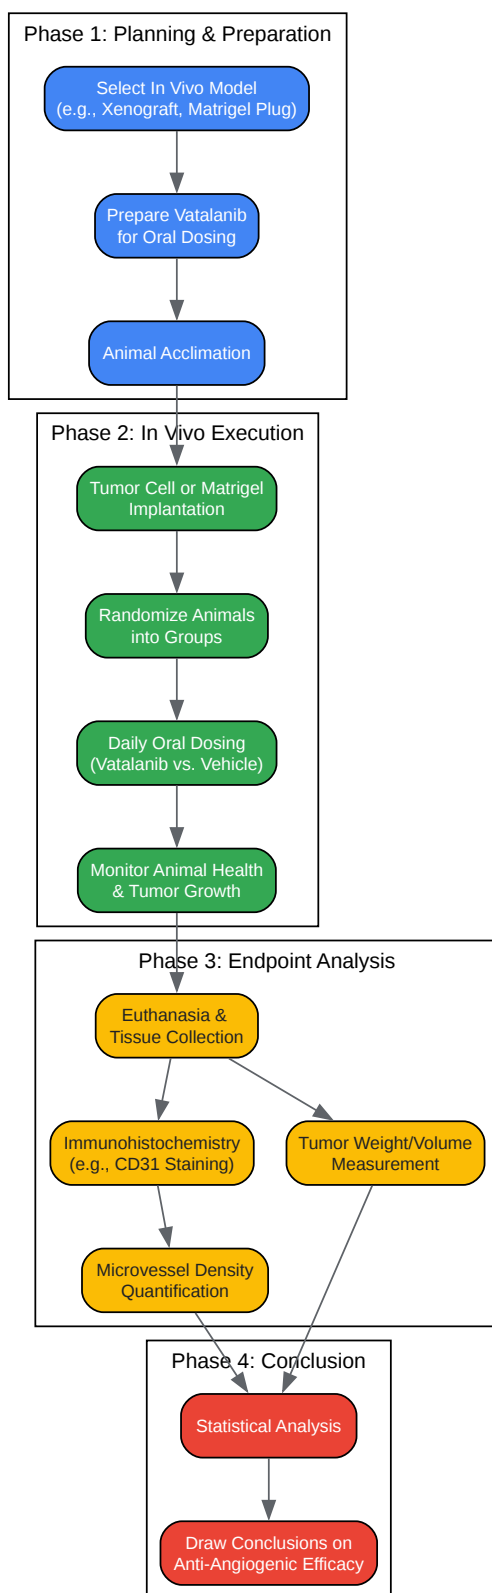 Phase 1: Planning & Preparation
Select In Vivo Model
(e.g., Xenograft, Matrigel Plug)
Prepare Vatalanib
for Oral Dosing
Animal Acclimation
Phase 2: In Vivo Execution
Tumor Cell or Matrigel
Implantation
Randomize Animals
into Groups
Daily Oral Dosing
(Vatalanib vs. Vehicle)
Monitor Animal Health
& Tumor Growth
Phase 3: Endpoint Analysis
Euthanasia &
Tissue Collection
Immunohistochemistry
(e.g., CD31 Staining)
Tumor Weight/Volume
Measurement
Microvessel Density
Quantification
Phase 4: Conclusion
Statistical Analysis
Draw Conclusions on
Anti-Angiogenic Efficacy